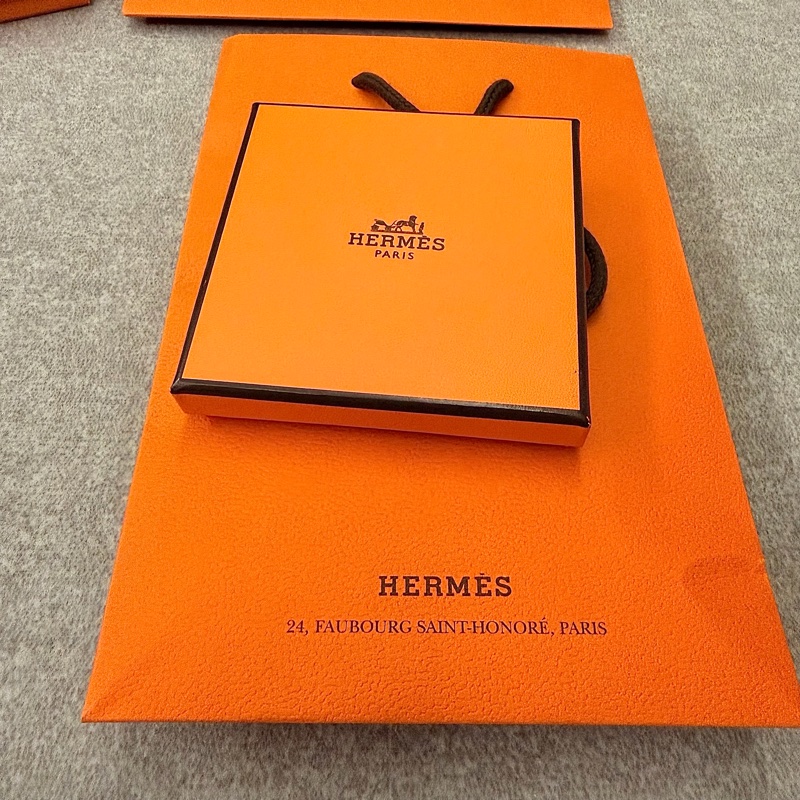 HERMÈS
PARIS
HERMÈS
24, FAUBOURG SAINT-HONORÉ, PARIS